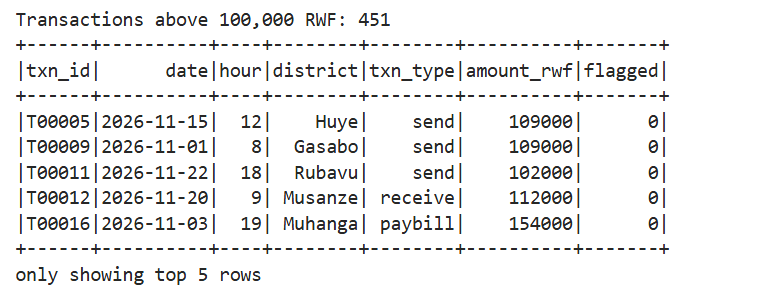 Transactions above 100,000 RWF: 451
+------+----------+----+--------+--------+----------+-------+
|txn_id|      date|hour|district|txn_type|amount_rwf|flagged|
+------+----------+----+--------+--------+----------+-------+
|T00005|2026-11-15|  12|    Huye|    send|    109000|      0|
|T00009|2026-11-01|   8|  Gasabo|    send|    109000|      0|
|T00011|2026-11-22|  18|  Rubavu|    send|    102000|      0|
|T00012|2026-11-20|   9| Musanze| receive|    112000|      0|
|T00016|2026-11-03|  19| Muhanga| paybill|    154000|      0|
+------+----------+----+--------+--------+----------+-------+
only showing top 5 rows